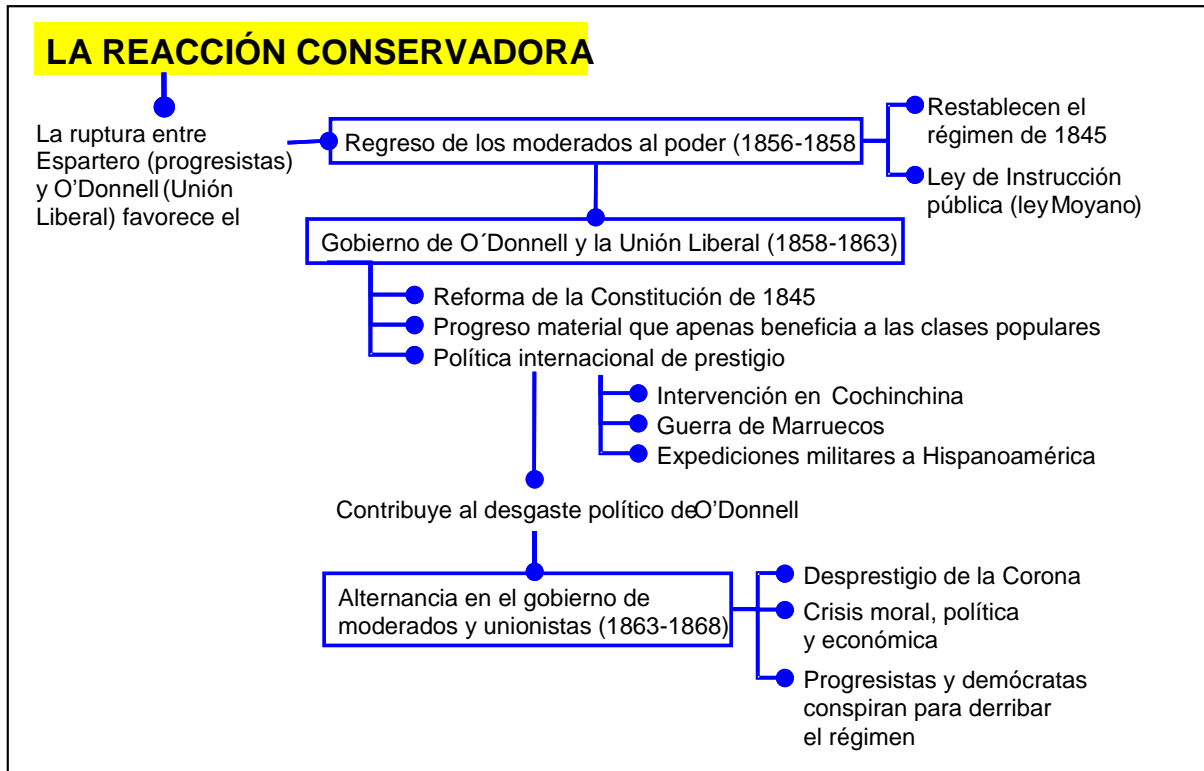 LA REACCIÓN CONSERVADORA
La ruptura entre
Espartero (progresistas)
y O’Donnell (Unión
Liberal) favorece el
Regreso de los moderados al poder (1856-1858
Restablecen el
régimen de 1845
Ley de Instrucción
pública (ley Moyano)
Gobierno de O´Donnell y la Unión Liberal (1858-1863)
Reforma de la Constitución de 1845
Progreso material que apenas beneficia a las clases populares
Política internacional de prestigio
Intervención en Cochinchina
Guerra de Marruecos
Expediciones militares a Hispanoamérica
Contribuye al desgaste político de O’Donnell
Alternancia en el gobierno de
moderados y unionistas (1863-1868)
Desprestigio de la Corona
Crisis moral, política
y económica
Progresistas y demócratas
conspiran para derribar
el régimen